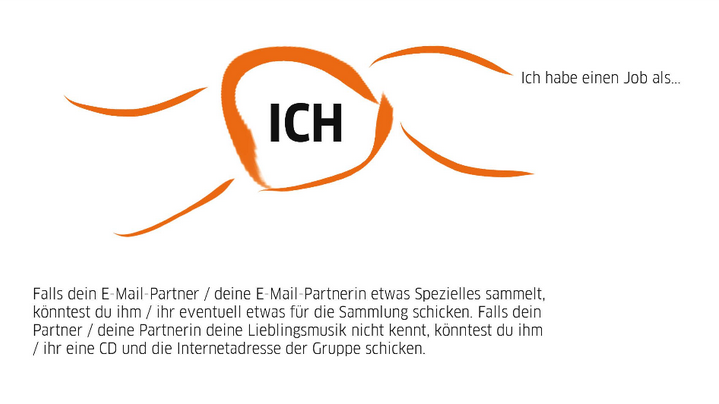 Ich habe einen Job als...
ICH
Falls dein E-Mail-Partner / deine E-Mail-Partnerin etwas Spezielles sammelt,
könntest du ihm / ihr eventuell etwas für die Sammlung schicken. Falls dein
Partner / deine Partnerin deine Lieblingsmusik nicht kennt, könntest du ihm
/ ihr eine CD und die Internetadresse der Gruppe schicken.